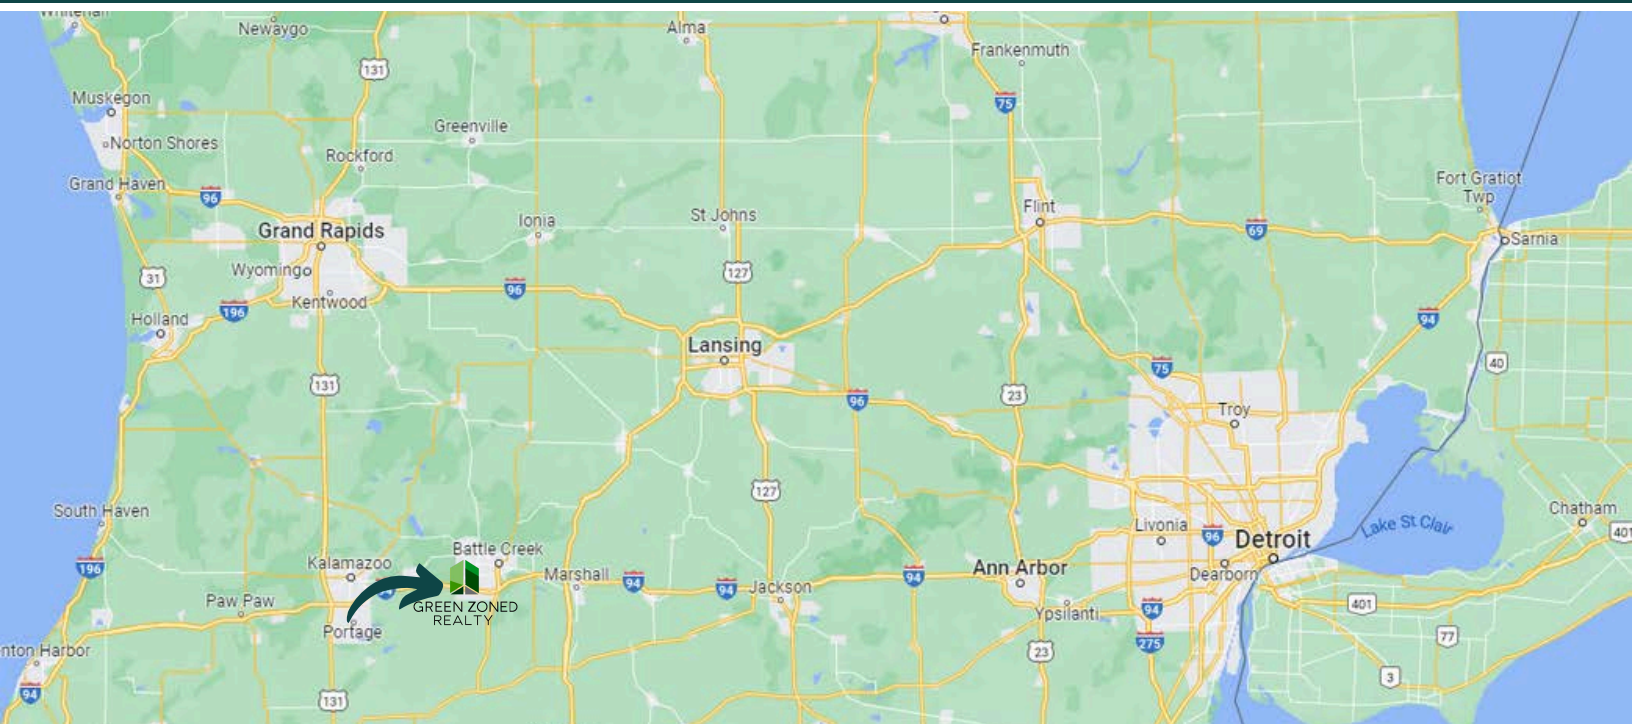 Whitehall
Newaygo
Alma
Frankenmuth
131
75
Muskegon
Norton Shores
Greenville
Rockford
Grand Haven
96
Fort Gratiot
Twp
Grand Rapids
Ionia
St Johns
Flint
69
Sarnia
Wyoming
31
127
Kentwood
196
96
Holland
94
Lansing
40
131
96
23
75
Troy
127
South Haven
Lake St Clair
Chatham
401
Livonia
96
Detroit
196
Kalamazoo
Battle Creek
Marshall
94
94
Jackson
94
Ann Arbor
Dearborn
Paw Paw
GREEN ZONED
REALTY
Portage
Ypsilanti
94
275
401
77
nton Harbor
94
131
23
3